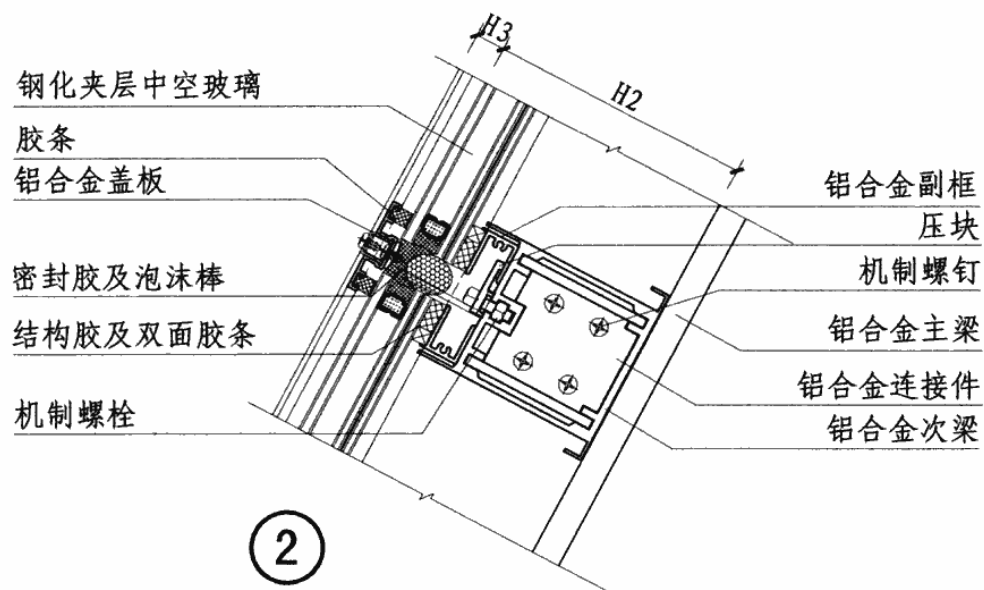 H3
H2
钢化夹层中空玻璃
胶条
铝合金盖板
密封胶及泡沫棒
结构胶及双面胶条
机制螺栓
铝合金副框
压块
机制螺钉
铝合金主梁
铝合金连接件
铝合金次梁
2